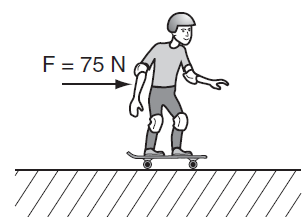 F = 75 N